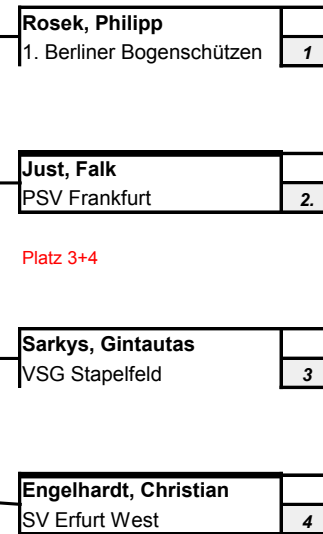 Rosek, Philipp
1. Berliner Bogenschützen 1
Just, Falk
PSV Frankfurt 2.
Platz 3+4
Sarkys, Gintautas
VSG Stapelfeld 3
Engelhardt, Christian
SV Erfurt West 4